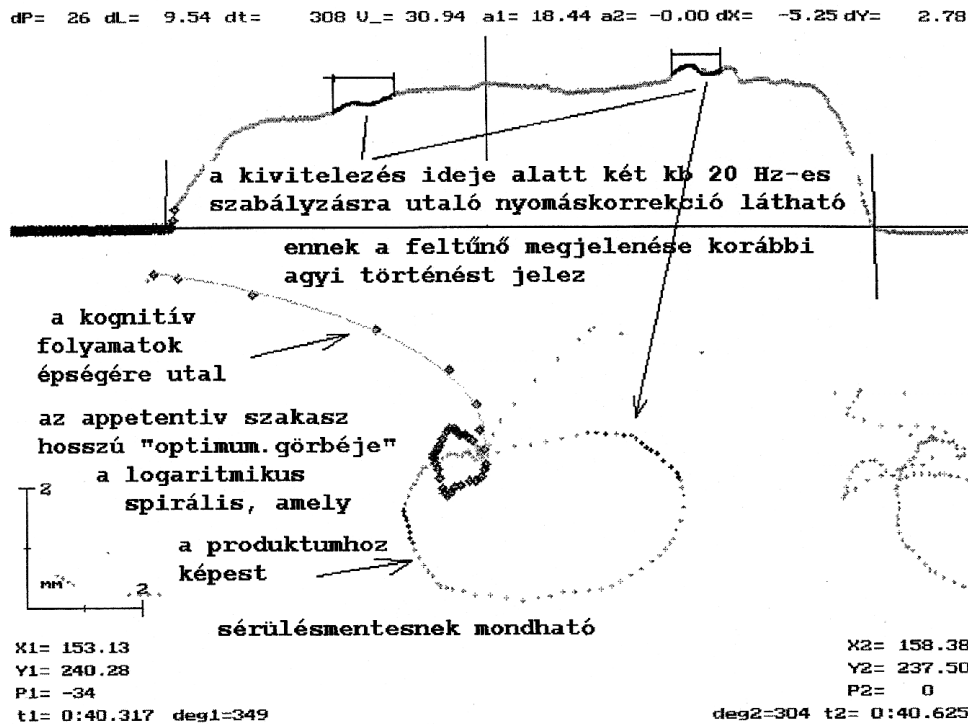 dP= 26 dL= 9.54 dt= 308 V_= 30.94 a1= 18.44 a2= -0.00 dX= -5.25 dY= 2.78
a kivitelezés ideje alatt két kb 20 Hz-es
szabályzásra utaló nyomáskorrekció látható
ennek a feltűnő megjelenése korábbi
agyi történést jelez
a kognitív
folyamatok
épségére utal
az appetentiv szakasz
hosszú "optimum.görbéje"
a logaritmikus
spirális, amely
a produktumhoz
képest
sérülésmentesnek mondható
2
MM
2
X1= 153.13
Y1= 240.28
P1= -34
t1= 0:40.317 deg1=349
X2= 158.38
Y2= 237.50
P2= 0
deg2=304 t2= 0:40.625